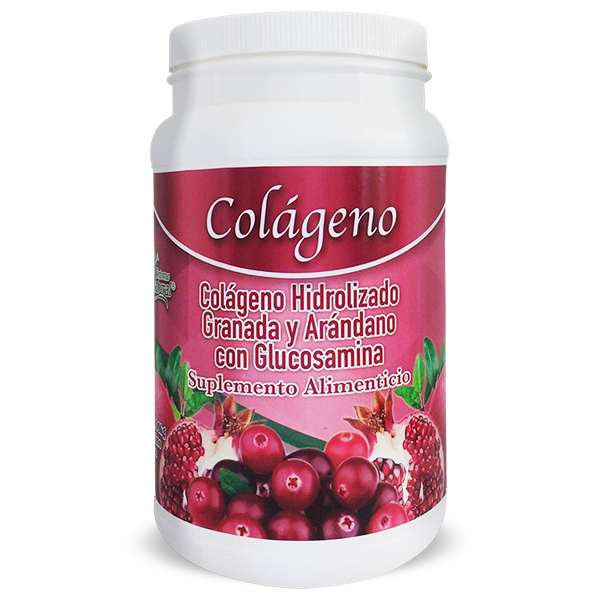 Colágeno
Colágeno Hidrolizado
Granada y Arándano
con Glucosamina
Suplemento Alimenticio